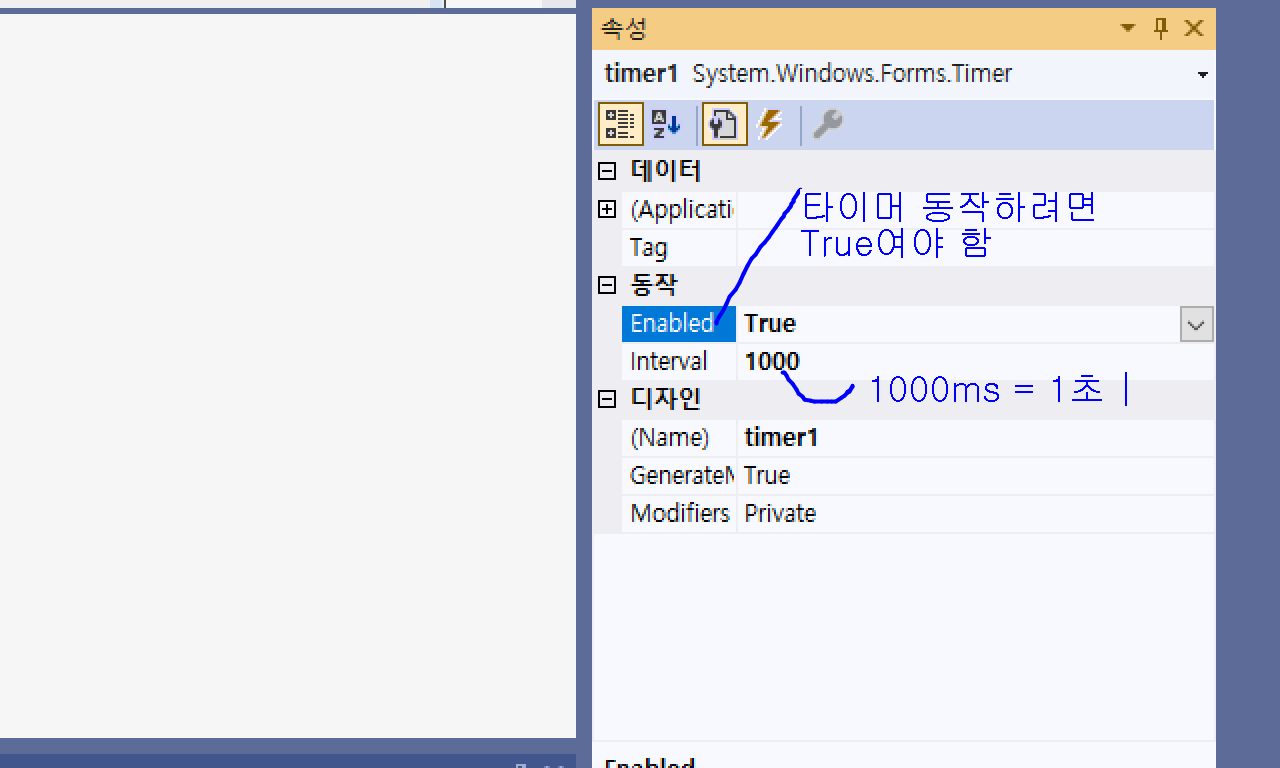 속성
timer1 System.Windows.Forms.Timer
데이터
(Applicati
타이머 동작하려면
True여야 함
Tag
동작
Enabled True
Interval 1000
1000ms = 1초
디자인
(Name) timer1
GenerateM True
Modifiers Private
Enabled